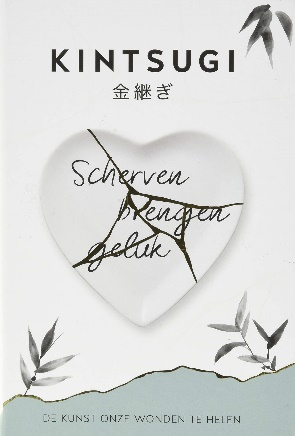 KINTSUGI
金継ぎ
Scherven
brengen
geluk
DE KUNST ONZE WONDEN TE HELEN